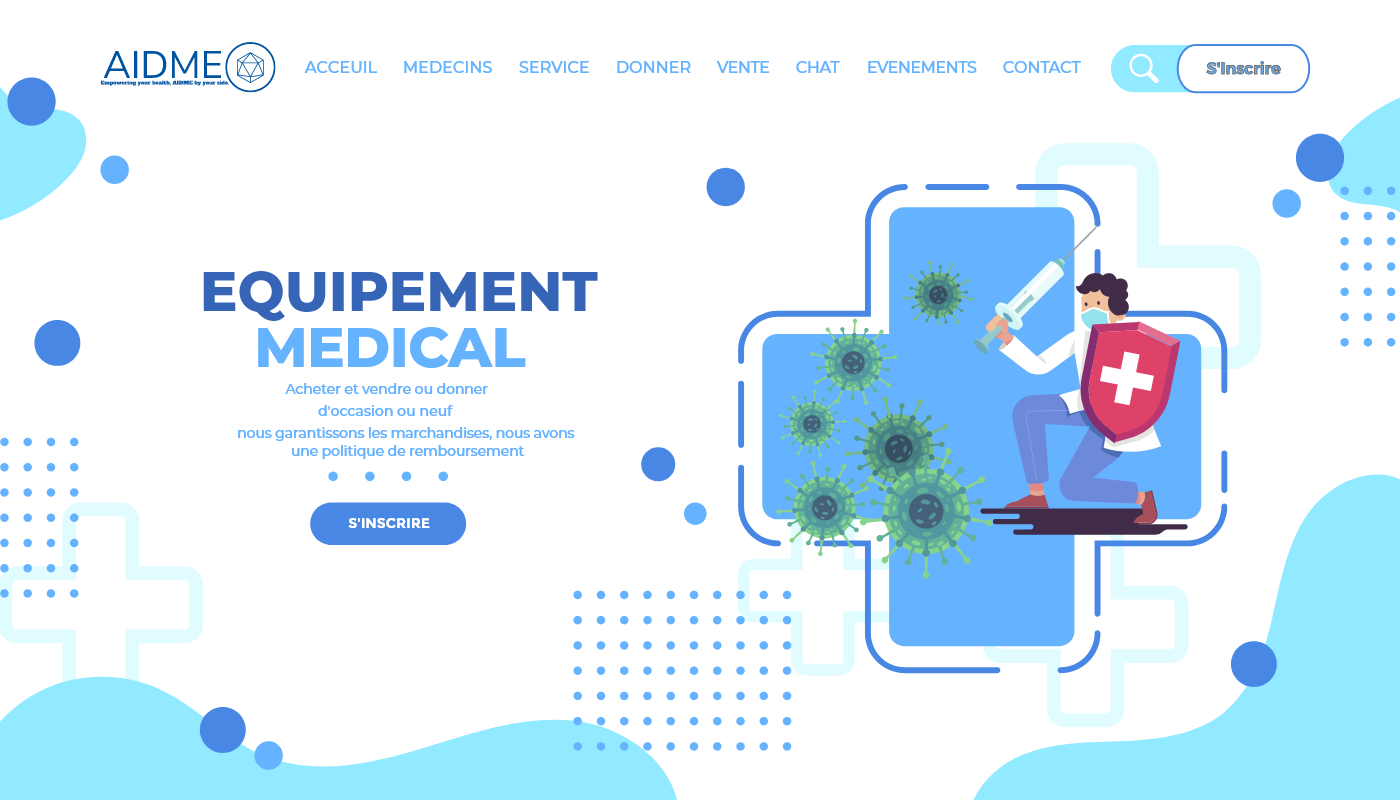 AIDME
Empowering your health, AIDME by your side.
ACCEUIL MEDECINS SERVICE DONNER VENTE CHAT EVENEMENTS CONTACT
S'Inscrire
EQUIPEMENT
MEDICAL
Acheter et vendre ou donner
d'occasion ou neuf
nous garantissons les marchandises, nous avons
une politique de remboursement
S'INSCRIRE